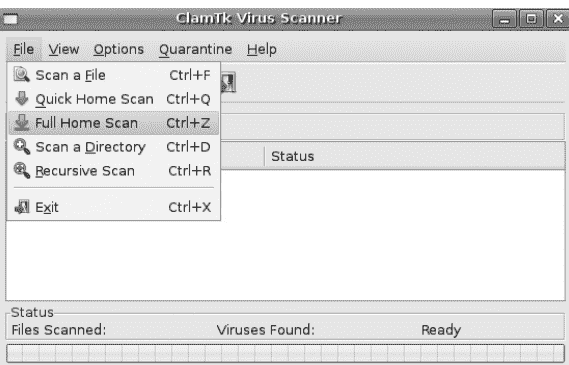 ClamTk Virus Scanner
File View Options Quarantine Help
Scan a File Ctrl+F
Quick Home Scan Ctrl+Q
Full Home Scan Ctrl+Z
Scan a Directory Ctrl+D
Recursive Scan Ctrl+R
Exit Ctrl+X
Status
Status
Files Scanned: Viruses Found: Ready